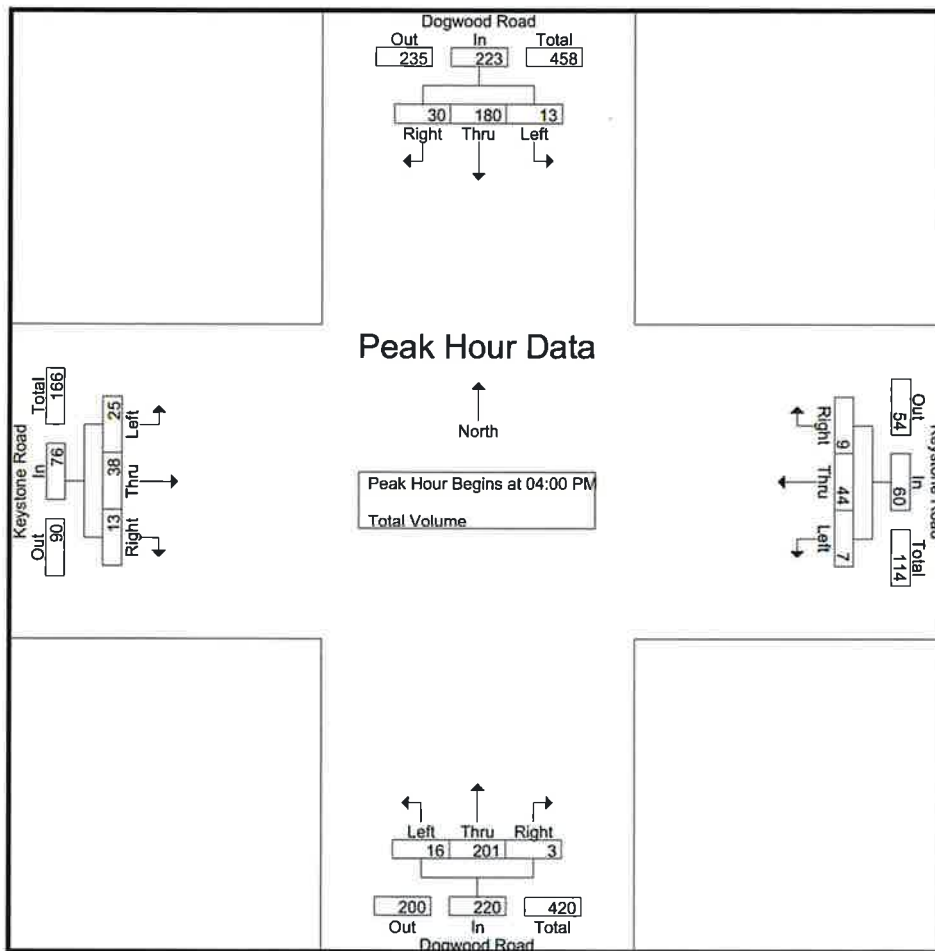 Dogwood Road
Out In Total
235 223 458
30 180 13
Right Thru Left
Peak Hour Data
North
Peak Hour Begins at 04:00 PM
Total Volume
Keystone Road
Total In Out
166 76 90
25 38 13
Left Thru Right
Right Thru Left
9 44 7
Out In Total
54 60 114
Keystone Road
Left Thru Right
16 201 3
200 220 420
Out In Total
Dogwood Road